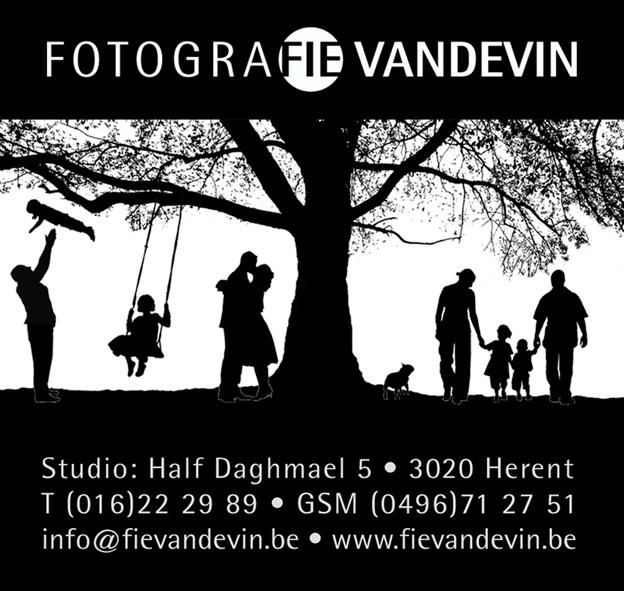 FOTOGRAFIE VANDEVIN
Studio: Half Daghmael 5 • 3020 Herent
T (016)22 29 89 • GSM (0496)71 27 51
info@fievandevin.be • www.fievandevin.be